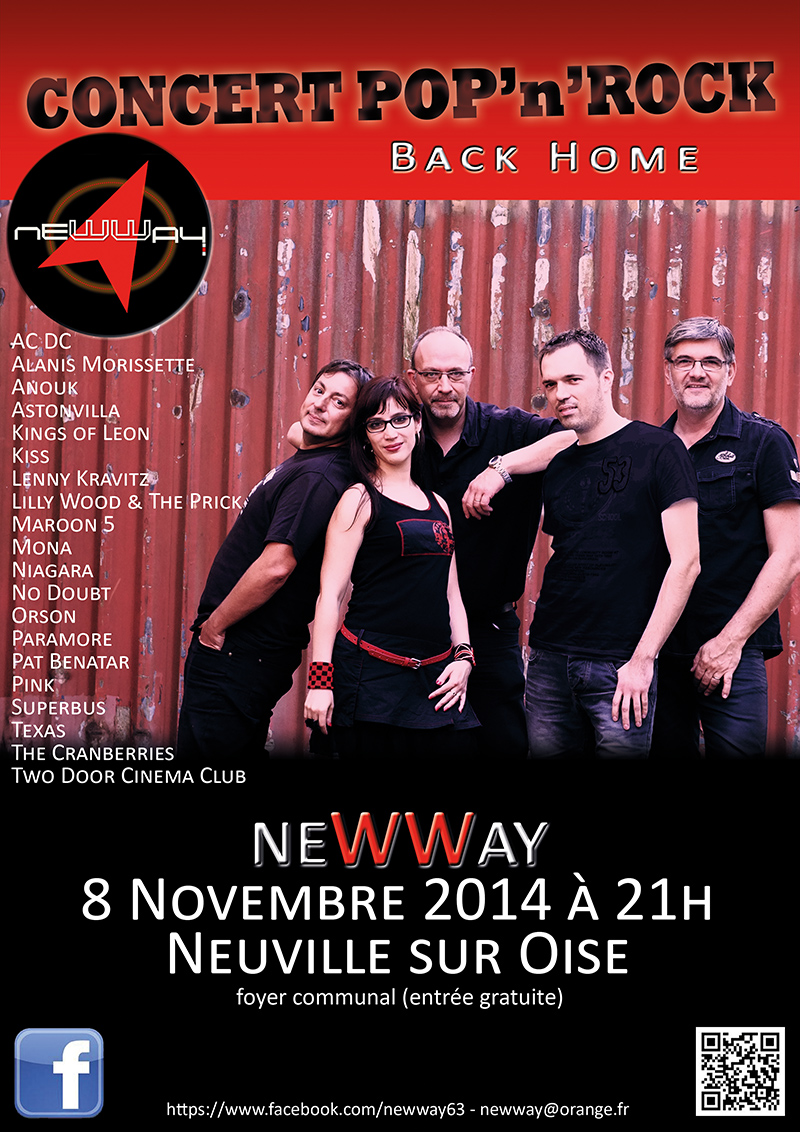 CONCERT POP'n'ROCK
BACK HOME
neWWay
AC DC
ALANIS MORISSETTE
ANOUK
ASTONVILLA
KINGS OF LEON
KISS
LENNY KRAVITZ
LILLY WOOD & THE PRICK
MAROON 5
MONA
NIAGARA
NO DOUBT
ORSON
PARAMORE
PAT BENATAR
PINK
SUPERBUS
TEXAS
THE CRANBERRIES
TWO DOOR CINEMA CLUB
53
NEWWAY
8 NOVEMBRE 2014 À 21H
NEUVILLE SUR OISE
foyer communal (entrée gratuite)
f
https://www.facebook.com/newway63 - newway@orange.fr